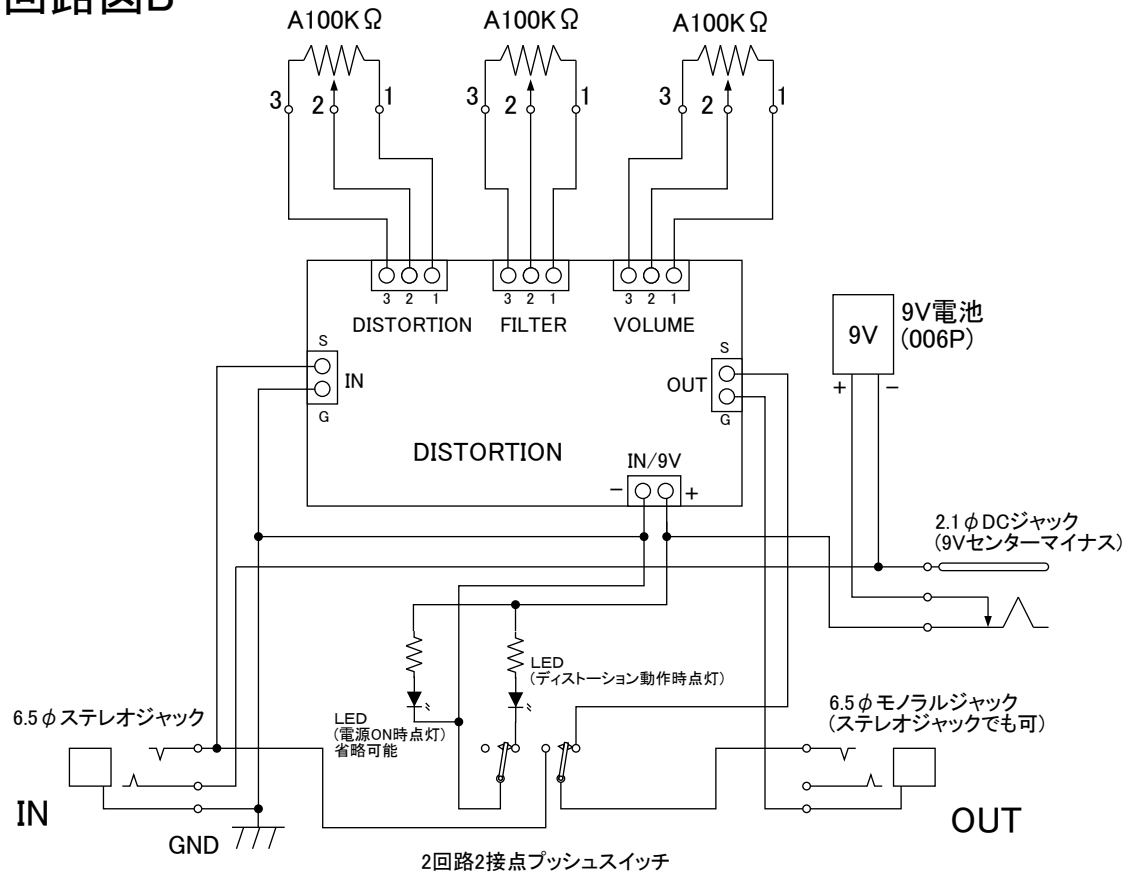 回路図B
A100KΩ
A100KΩ
A100KΩ
3 2 1
3 2 1
3 2 1
3 2 1
3 2 1
3 2 1
DISTORTION
FILTER
VOLUME
9V
9V電池
(006P)
+ −
S
IN
G
S
OUT
G
DISTORTION
IN/9V
− +
2.1φDCジャック
(9Vセンターマイナス)
LED
(ディストーション動作時点灯)
LED
(電源ON時点灯)
省略可能
6.5φステレオジャック
6.5φモノラルジャック
(ステレオジャックでも可)
IN
OUT
GND
2回路2接点プッシュスイッチ